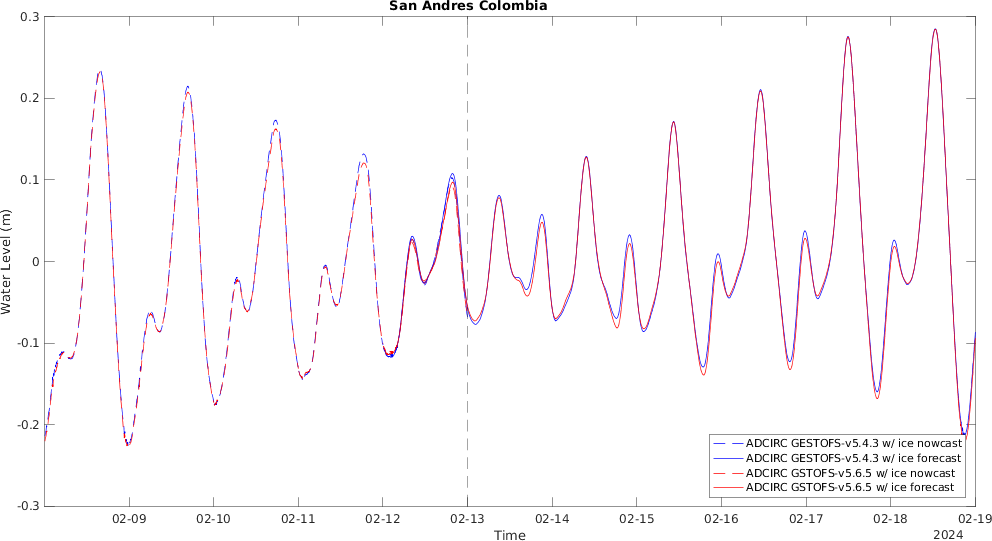 San Andres Colombia
0.3
0.2
0.1
0
-0.1
-0.2
-0.3
Water Level (m)
ADCIRC GESTOFS-v5.4.3 w/ ice nowcast
ADCIRC GESTOFS-v5.4.3 w/ ice forecast
ADCIRC GSTOFS-v5.6.5 w/ ice nowcast
ADCIRC GSTOFS-v5.6.5 w/ ice forecast
02-09 02-10 02-11 02-12 02-13 02-14 02-15 02-16 02-17 02-18 02-19
Time
2024